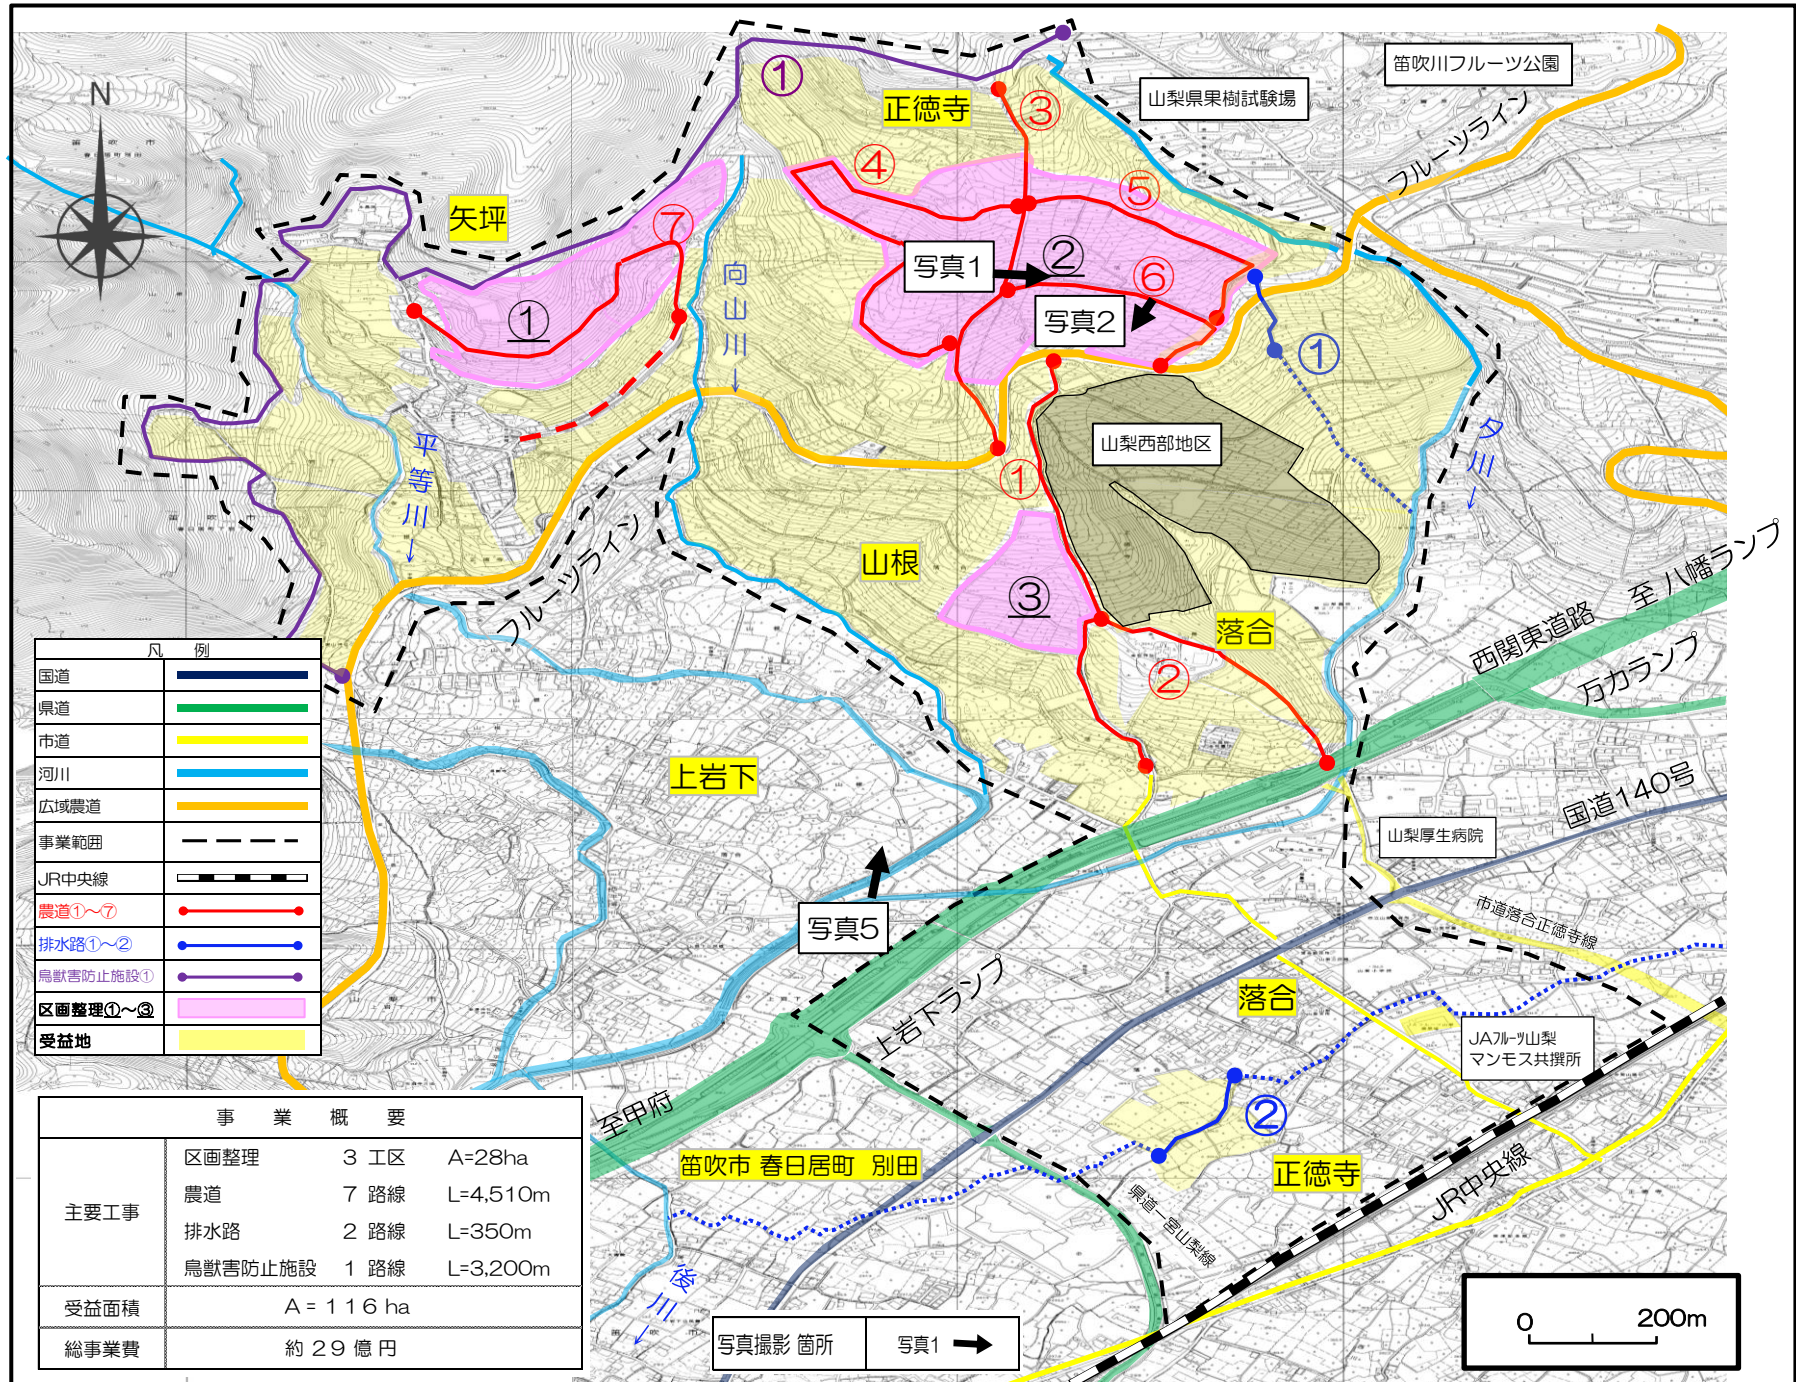 笛吹川フルーツ公園
山梨県果樹試験場
フルーツライン
N
①
正徳寺
③
④
⑤
矢坪
⑦
向山川→
写真1
②
⑥
写真2
①
①
山梨西部地区
夕川→
平等川→
①
フルーツライン
山根
③
落合
②
西関東道路
至 八幡ランプ
万力ランプ
上岩下
国道140号
山梨厚生病院
写真5
市道落合正徳寺線
上岩下ランプ
落合
JAフルーツ山梨
マンモス共撰所
至甲府
②
笛吹市 春日居町 別田
正徳寺
県道一宮山梨線
JR中央線
後川→
凡 例
国道
県道
市道
河川
広域農道
事業範囲
JR中央線
農道①～⑦
排水路①～②
鳥獣害防止施設①
区画整理①～③
受益地
事 業 概 要
主要工事
区画整理 3 工区 A=28ha
農道 7 路線 L=4,510m
排水路 2 路線 L=350m
鳥獣害防止施設 1 路線 L=3,200m
受益面積 A = 116 ha
総事業費 約 29 億 円
写真撮影 箇所 写真1
0 200m